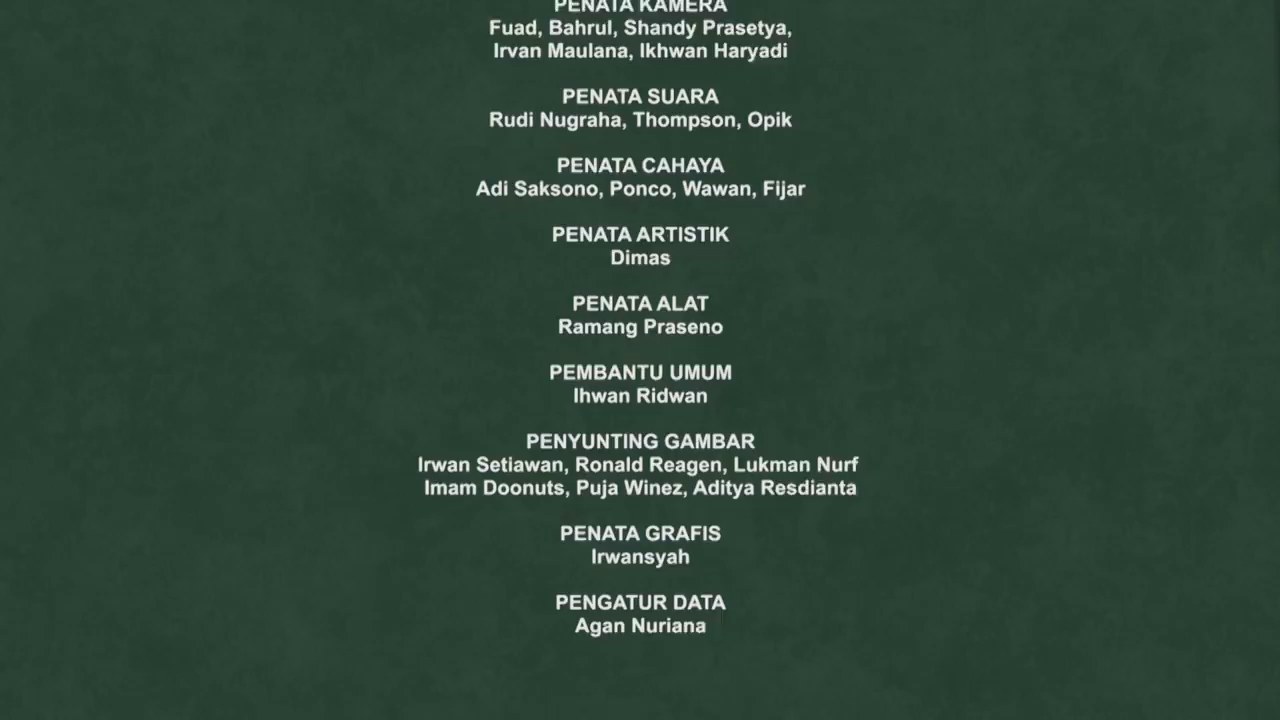 PENATA KAMERA
Fuad, Bahrul, Shandy Prasetya,
Irvan Maulana, Ikhwan Haryadi
PENATA SUARA
Rudi Nugraha, Thompson, Opik
PENATA CAHAYA
Adi Saksono, Ponco, Wawan, Fijar
PENATA ARTISTIK
Dimas
PENATA ALAT
Ramang Praseno
PEMBANTU UMUM
Ihwan Ridwan
PENYUNTING GAMBAR
Irwan Setiawan, Ronald Reagen, Lukman Nurf
Imam Doonuts, Puja Winez, Aditya Resdianta
PENATA GRAFIS
Irwansyah
PENGATUR DATA
Agan Nuriana